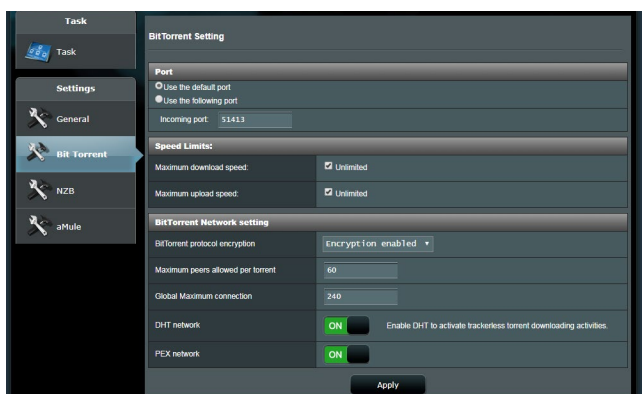 Task
Task
Settings
General
Bit Torrent
NZB
aMule
BitTorrent Setting
Port
Use the default port
Use the following port
Incoming port: 51413
Speed Limits:
Maximum download speed: Unlimited
Maximum upload speed: Unlimited
BitTorrent Network setting
BitTorrent protocol encryption Encryption enabled
Maximum peers allowed per torrent 60
Global Maximum connection 240
DHT network ON Enable DHT to activate trackerless torrent downloading activities.
PEX network ON
Apply